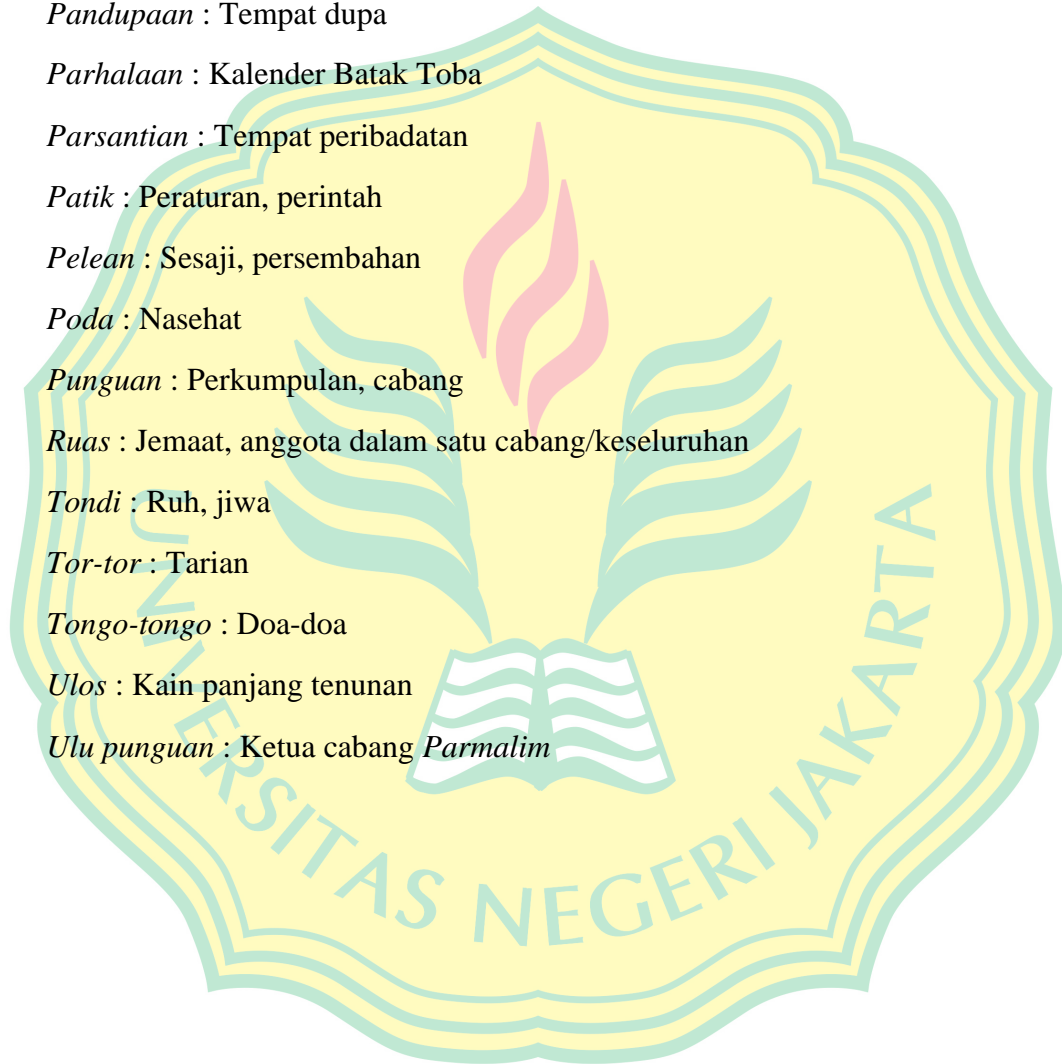 Pandupaan : Tempat dupa
Parhalaan : Kalender Batak Toba
Parsantian : Tempat peribadatan
Patik : Peraturan, perintah
Pelean : Sesaji, persembahan
Poda : Nasehat
Punguan : Perkumpulan, cabang
Ruas : Jemaat, anggota dalam satu cabang/keseluruhan
Tondi : Ruh, jiwa
Tor-tor : Tarian
Tongo-tongo : Doa-doa
Ulos : Kain panjang tenunan
Ulu punguan : Ketua cabang Parmalim
UNIVERSITAS NEGERI JAKARTA